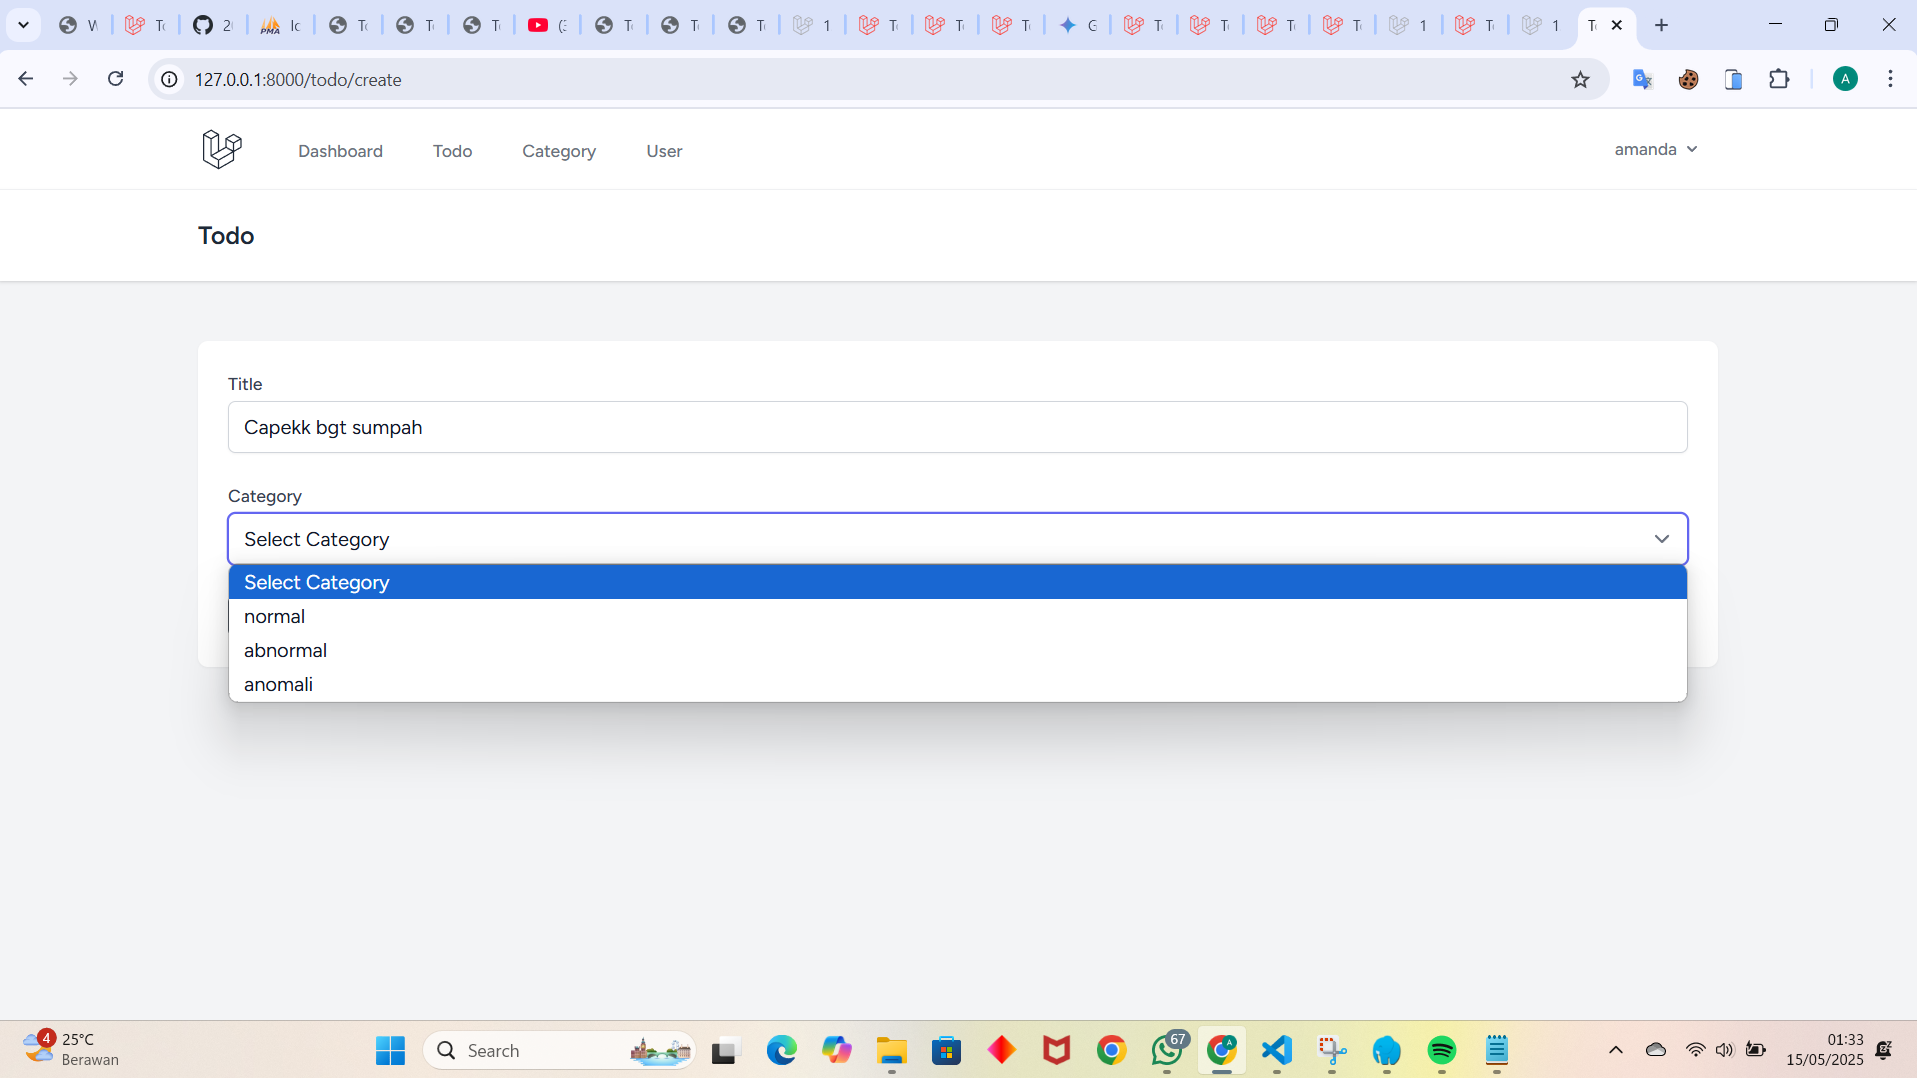 127.0.0.1:8000/todo/create
A
Dashboard
Todo
Category
User
amanda
Todo
Title
Capekk bgt sumpah
Category
Select Category
Select Category
normal
abnormal
anomali
4
25°C
Berawan
Search
67
A
01:33
15/05/2025